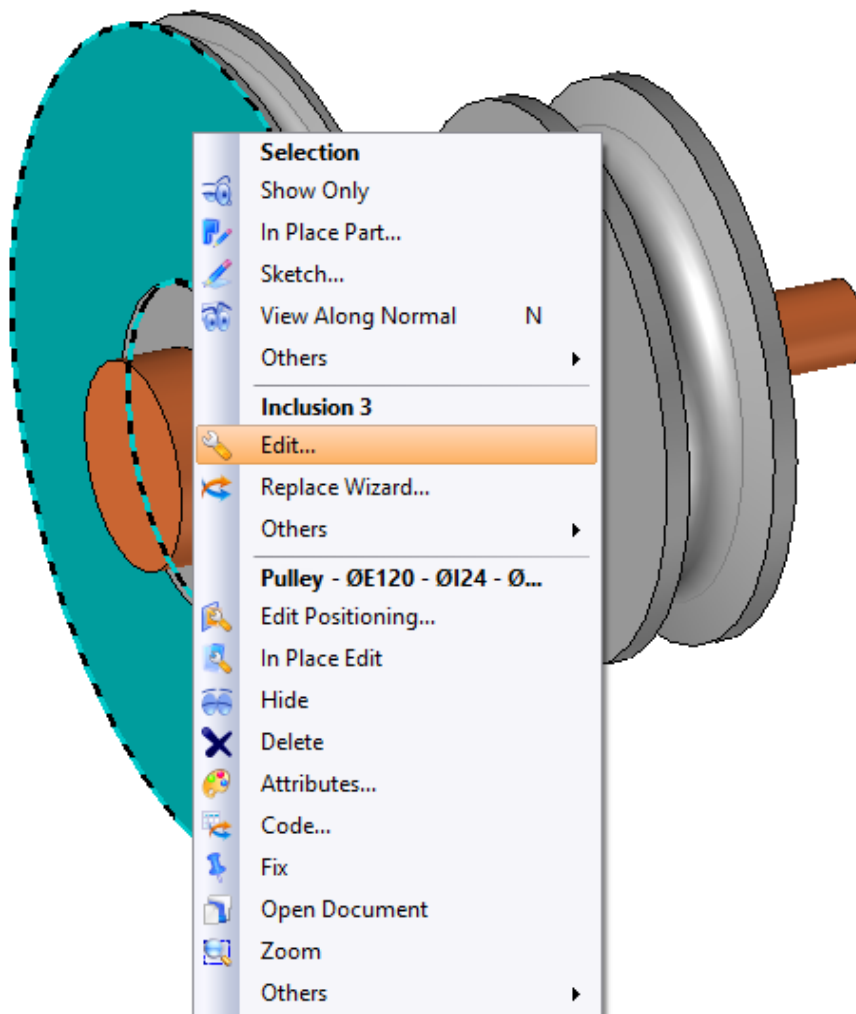 Selection
Show Only
In Place Part...
Sketch...
View Along Normal N
Others
Inclusion 3
Edit...
Replace Wizard...
Others
Pulley - ØE120 - ØI24 - Ø...
Edit Positioning...
In Place Edit
Hide
Delete
Attributes...
Code...
Fix
Open Document
Zoom
Others